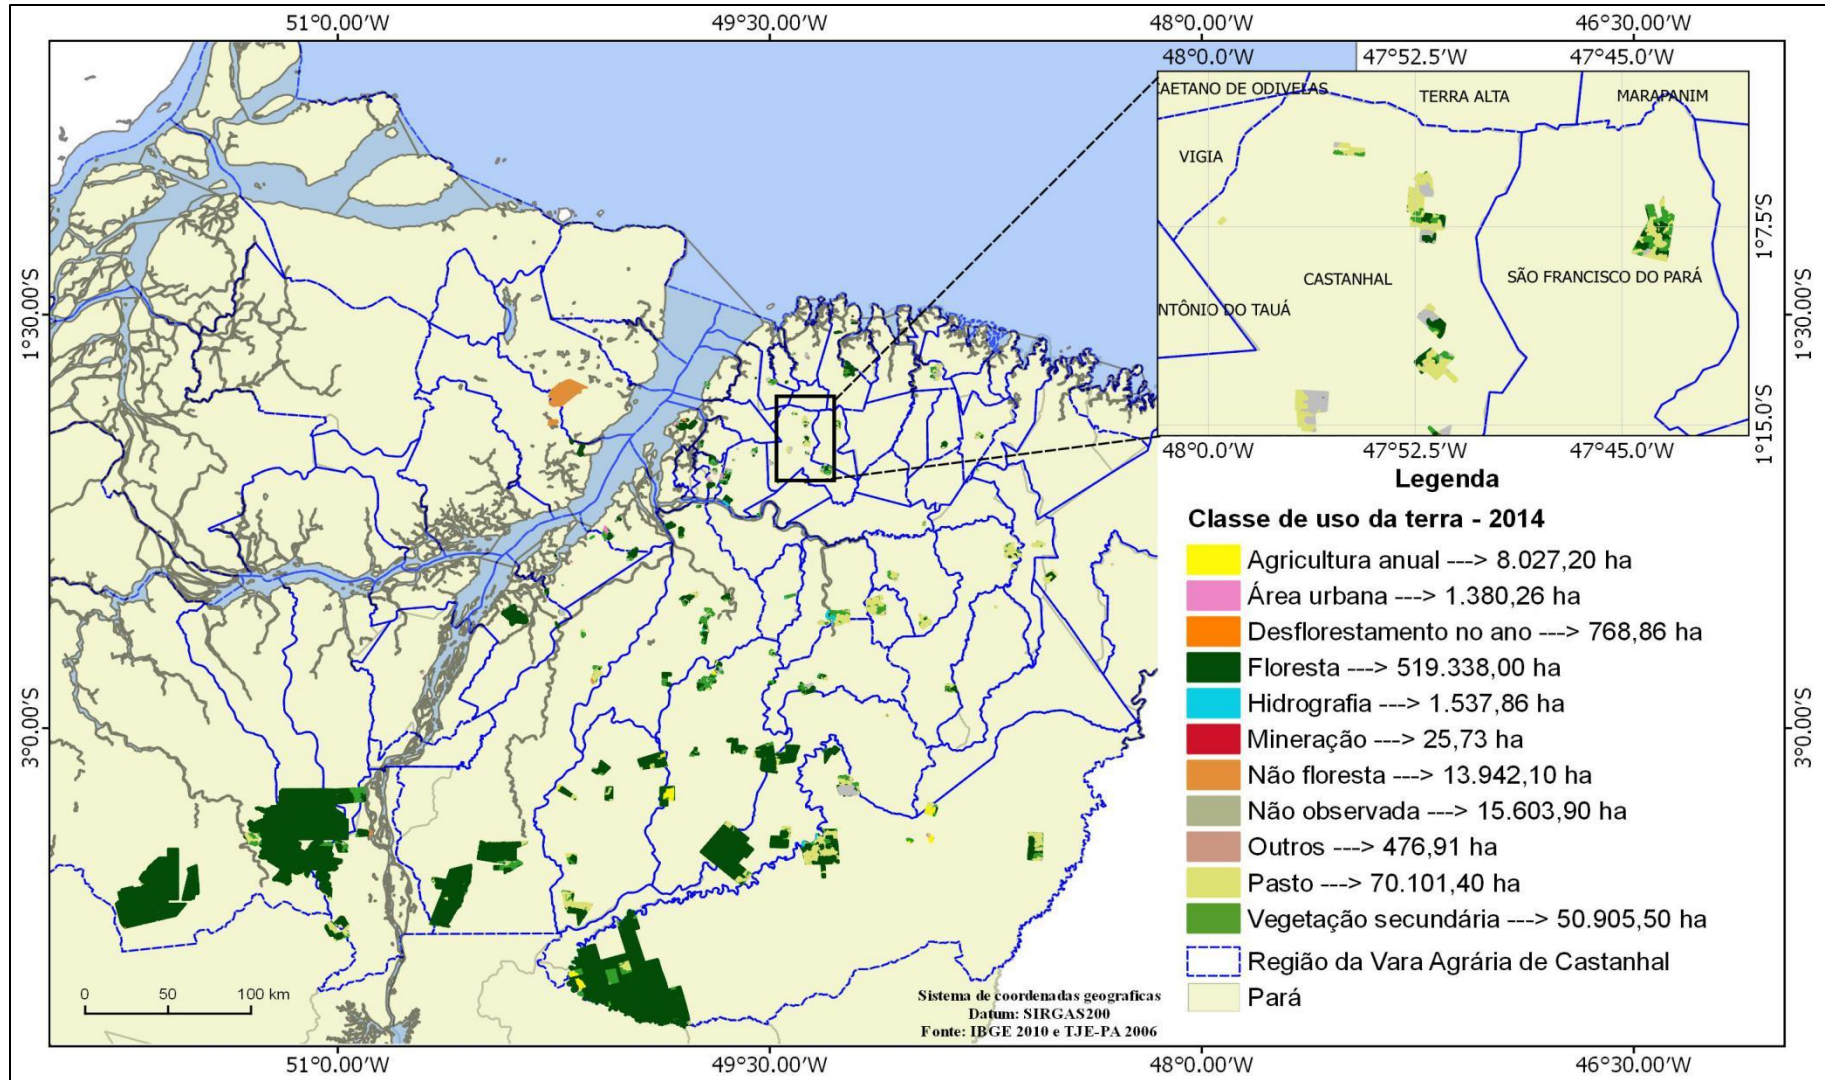 51°0.00'W 49°30.00'W 48°0.00'W 46°30.00'W
48°0.0'W 47°52.5'W 47°45.0'W
CAETANO DE ODIVELAS TERRA ALTA MARAPANIM
VIGIA
1°7.5'S
CASTANHAL SÃO FRANCISCO DO PARÁ
NTÔNIO DO TAUÁ
1°30.00'S 1°30.00'S
1°15.0'S
48°0.0'W 47°52.5'W 47°45.0'W
Legenda
Classe de uso da terra - 2014
Agricultura anual ---> 8.027,20 ha
Área urbana ---> 1.380,26 ha
Desflorestamento no ano ---> 768,86 ha
Floresta ---> 519.338,00 ha
Hidrografia ---> 1.537,86 ha
Mineração ---> 25,73 ha
Não floresta ---> 13.942,10 ha
Não observada ---> 15.603,90 ha
Outros ---> 476,91 ha
Pasto ---> 70.101,40 ha
Vegetação secundária ---> 50.905,50 ha
Região da Vara Agrária de Castanhal
Pará
3°0.00'S 3°0.00'S
0 50 100 km
Sistema de coordenadas geograficas
Datum: SIRGAS200
Fonte: IBGE 2010 e TJE-PA 2006
51°0.00'W 49°30.00'W 48°0.00'W 46°30.00'W